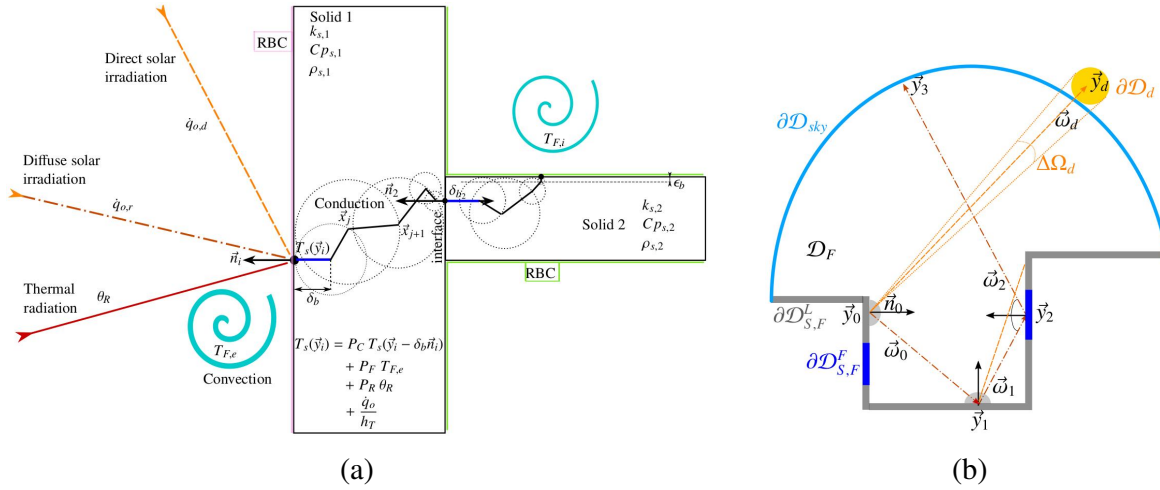 Solid 1
k_{s,1}
Cp_{s,1}
ρ_{s,1}
RBC
Direct solar
irradiation
q̇_{o,d}
Diffuse solar
irradiation
q̇_{o,r}
Thermal
radiation
θ_R
n⃗_i
T_s(y⃗_i)
δ_b
Conduction
x⃗_j
x⃗_{j+1}
n⃗_2
interface
δ_{b_2}
T_{F,i}
ϵ_b
Solid 2
k_{s,2}
Cp_{s,2}
ρ_{s,2}
RBC
T_{F,e}
Convection
T_s(y⃗_i) = P_C T_s(y⃗_i − δ_b n⃗_i)
+ P_F T_{F,e}
+ P_R θ_R
+ q̇_o / h_T
(a)
y⃗_3
y⃗_d
∂𝒟_d
∂𝒟_{sky}
ω⃗_d
ΔΩ_d
𝒟_F
ω⃗_2
∂𝒟^L_{S,F}
y⃗_0
n⃗_0
y⃗_2
ω⃗_0
∂𝒟^F_{S,F}
ω⃗_1
y⃗_1
(b)